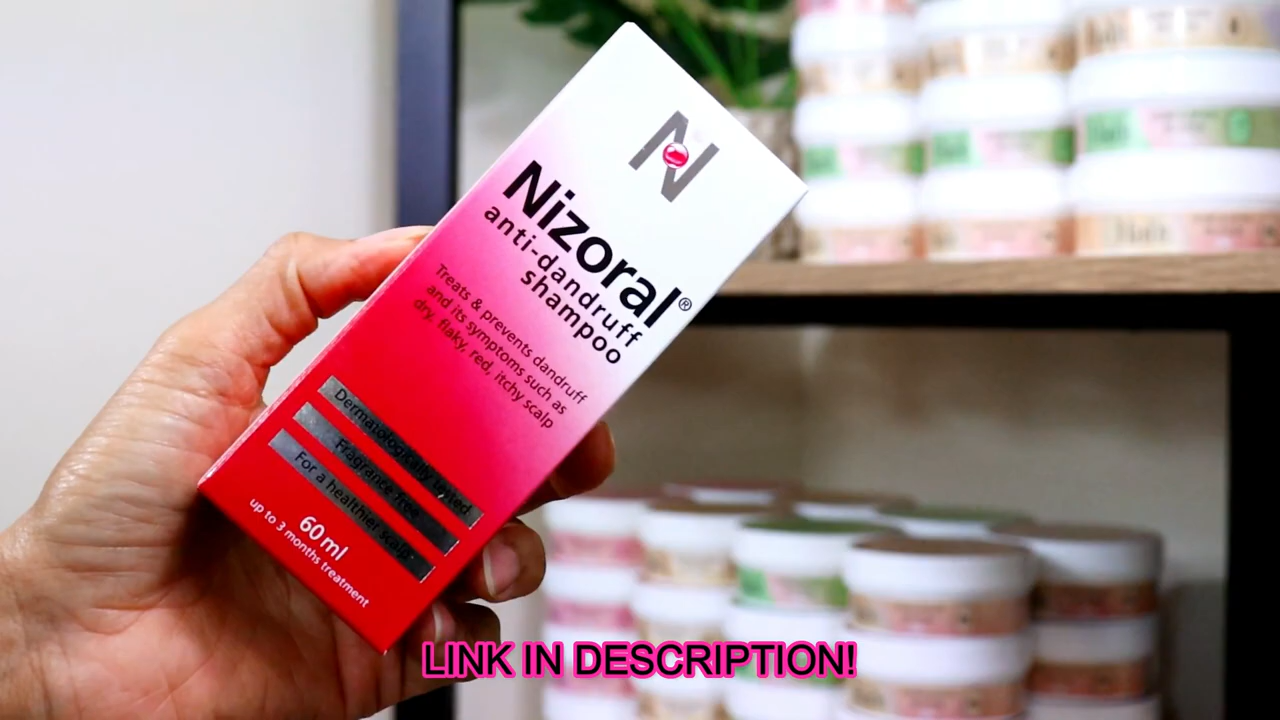 N
Nizoral®
anti-dandruff
shampoo
Treats & prevents dandruff
and its symptoms such as
dry, flaky, red, itchy scalp
Dermatologically tested
Fragrance free
For a healthier scalp
60 ml
up to 3 months treatment
LINK IN DESCRIPTION!